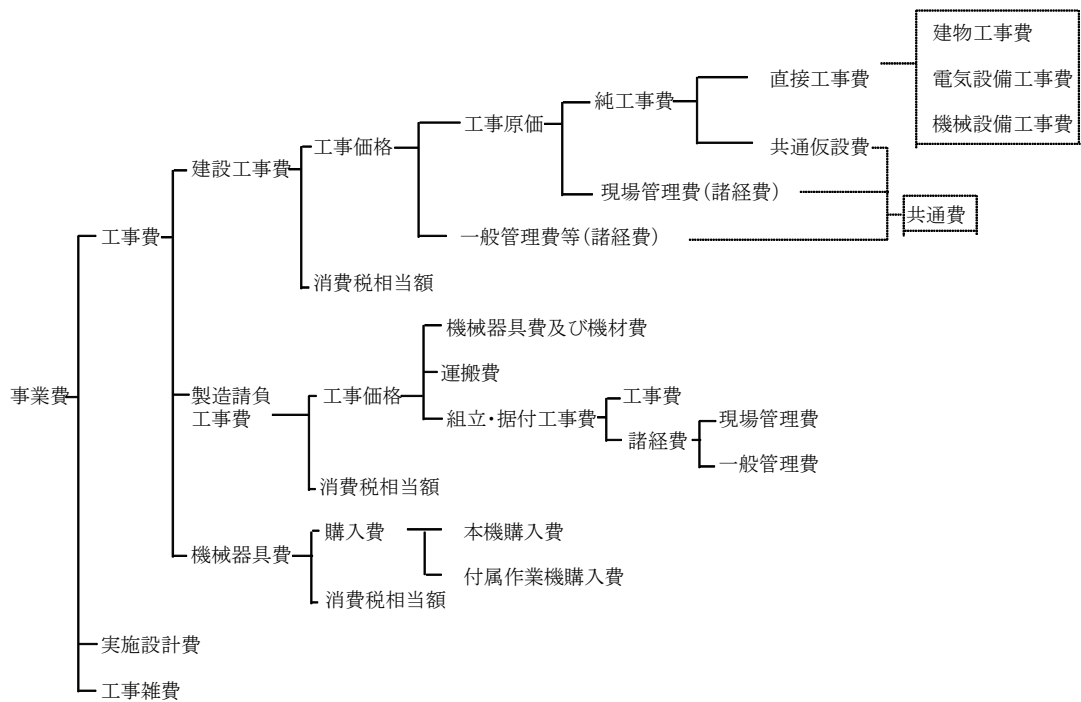 建物工事費
電気設備工事費
機械設備工事費
直接工事費
純工事費
共通仮設費
工事原価
現場管理費(諸経費)
工事価格
一般管理費等(諸経費)
共通費
建設工事費
消費税相当額
工事費
機械器具費及び機材費
運搬費
組立・据付工事費
工事費
諸経費
現場管理費
一般管理費
工事価格
製造請負
工事費
消費税相当額
事業費
購入費
本機購入費
付属作業機購入費
機械器具費
消費税相当額
実施設計費
工事雑費